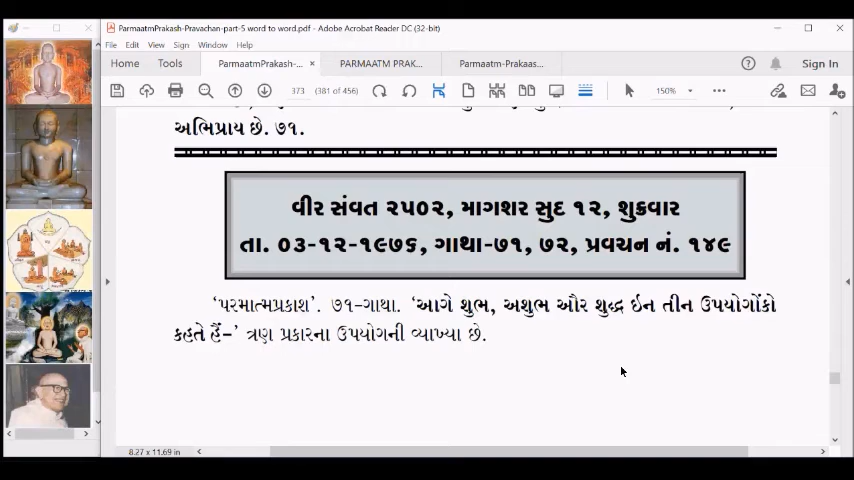 ParmaatmPrakash-Pravachan-part-5 word to word.pdf - Adobe Acrobat Reader DC (32-bit)
File Edit View Sign Window Help
Home Tools ParmaatmPrakash-... × PARMAATM PRAK... Paramatm-Prakaas... Sign In
373 (381 of 456) 150%
અભિપ્રાય છે. ૭૧.
વીર સંવત ૨૫૦૨, માગશર સુદ ૧૨, શુક્રવાર
તા. ૦૩-૧૨-૧૯૭૬, ગાથા-૭૧, ૭૨, પ્રવચન નં. ૧૪૯
‘પરમાત્મપ્રકાશ’. ૭૧-ગાથા. ‘આગે શુભ, અશુભ ઔર શુદ્ધ ઇન તીન ઉપયોગોંકો
કહતે હૈં-’ ત્રણ પ્રકારના ઉપયોગની વ્યાખ્યા છે.
8.27 x 11.69 in